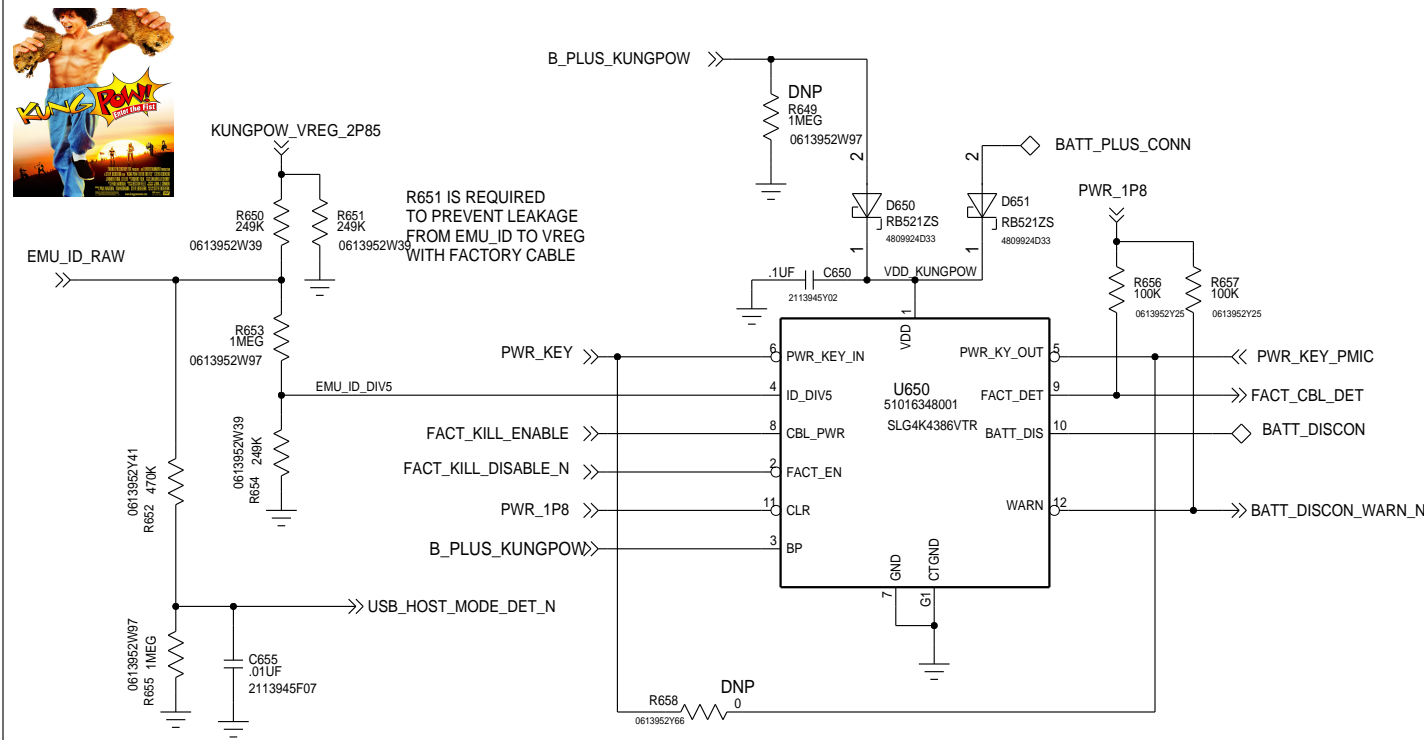 KUNG POW!!
Enter the Fist
B_PLUS_KUNGPOW
DNP
R649
1MEG
0613952W97
KUNGPOW_VREG_2P85
R650
249K
0613952W39
R651
249K
0613952W39
R651 IS REQUIRED
TO PREVENT LEAKAGE
FROM EMU_ID TO VREG
WITH FACTORY CABLE
2
D650
RB521ZS
4809924D33
1
2
BATT_PLUS_CONN
D651
RB521ZS
4809924D33
1
PWR_1P8
R656
100K
0613952Y25
R657
100K
0613952Y25
EMU_ID_RAW
.1UF
C650
2113945Y02
VDD_KUNGPOW
R653
1MEG
0613952W97
EMU_ID_DIV5
0613952W39
R654 249K
0613952Y41
R652 470K
0613952W97
R655 1MEG
C655
.01UF
2113945F07
USB_HOST_MODE_DET_N
PWR_KEY
6
PWR_KEY_IN
4
ID_DIV5
FACT_KILL_ENABLE
8
CBL_PWR
FACT_KILL_DISABLE_N
2
FACT_EN
PWR_1P8
11
CLR
B_PLUS_KUNGPOW
3
BP
VDD
1
U650
51016348001
SLG4K4386VTR
PWR_KY_OUT
5
PWR_KEY_PMIC
FACT_DET
9
FACT_CBL_DET
BATT_DIS
10
BATT_DISCON
WARN
12
BATT_DISCON_WARN_N
GND
7
CTGND
G1
R658
0613952Y66
DNP
0